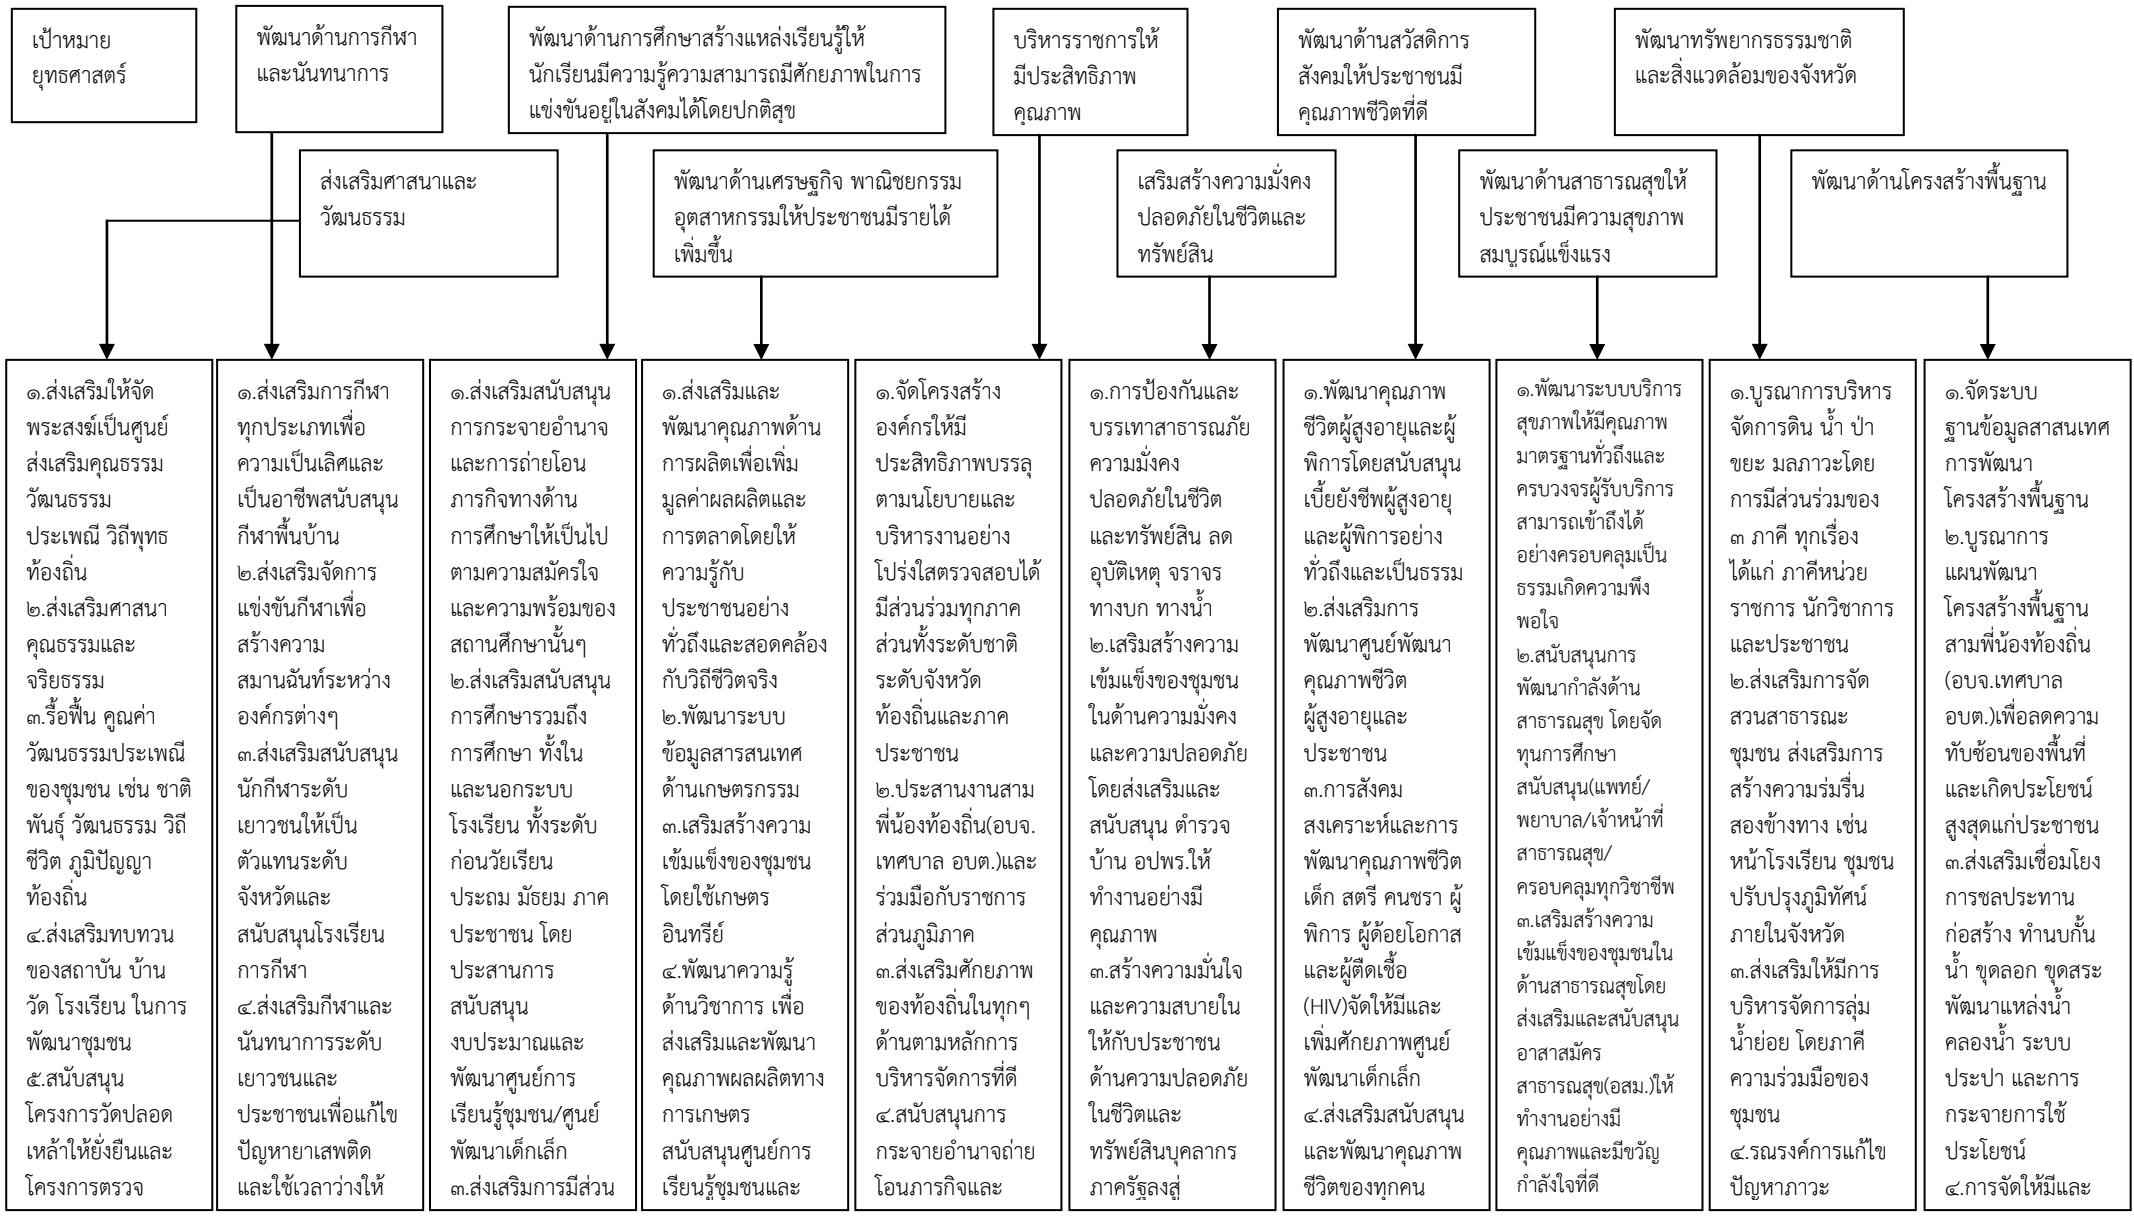 เป้าหมาย
ยุทธศาสตร์
พัฒนาด้านการกีฬา
และนันทนาการ
พัฒนาด้านการศึกษาสร้างแหล่งเรียนรู้ให้
นักเรียนมีความรู้ความสามารถมีศักยภาพในการ
แข่งขันอยู่ในสังคมได้โดยปกติสุข
บริหารราชการให้
มีประสิทธิภาพ
คุณภาพ
พัฒนาด้านสวัสดิการ
สังคมให้ประชาชนมี
คุณภาพชีวิตที่ดี
พัฒนาทรัพยากรธรรมชาติ
และสิ่งแวดล้อมของจังหวัด
ส่งเสริมศาสนาและ
วัฒนธรรม
พัฒนาด้านเศรษฐกิจ พาณิชยกรรม
อุตสาหกรรมให้ประชาชนมีรายได้
เพิ่มขึ้น
เสริมสร้างความมั่งคง
ปลอดภัยในชีวิตและ
ทรัพย์สิน
พัฒนาด้านสาธารณสุขให้
ประชาชนมีความสุขภาพ
สมบูรณ์แข็งแรง
พัฒนาด้านโครงสร้างพื้นฐาน
๑.ส่งเสริมให้จัด
พระสงฆ์เป็นศูนย์
ส่งเสริมคุณธรรม
วัฒนธรรม
ประเพณี วิถีพุทธ
ท้องถิ่น
๒.ส่งเสริมศาสนา
คุณธรรมและ
จริยธรรม
๓.รื้อฟื้น คูณค่า
วัฒนธรรมประเพณี
ของชุมชน เช่น ชาติ
พันธุ์ วัฒนธรรม วิถี
ชีวิต ภูมิปัญญา
ท้องถิ่น
๔.ส่งเสริมทบทวน
ของสถาบัน บ้าน
วัด โรงเรียน ในการ
พัฒนาชุมชน
๕.สนับสนุน
โครงการวัดปลอด
เหล้าให้ยั่งยืนและ
โครงการตรวจ
๑.ส่งเสริมการกีฬา
ทุกประเภทเพื่อ
ความเป็นเลิศและ
เป็นอาชีพสนับสนุน
กีฬาพื้นบ้าน
๒.ส่งเสริมจัดการ
แข่งขันกีฬาเพื่อ
สร้างความ
สมานฉันท์ระหว่าง
องค์กรต่างๆ
๓.ส่งเสริมสนับสนุน
นักกีฬาระดับ
เยาวชนให้เป็น
ตัวแทนระดับ
จังหวัดและ
สนับสนุนโรงเรียน
การกีฬา
๔.ส่งเสริมกีฬาและ
นันทนาการระดับ
เยาวชนและ
ประชาชนเพื่อแก้ไข
ปัญหายาเสพติด
และใช้เวลาว่างให้
๑.ส่งเสริมสนับสนุน
การกระจายอำนาจ
และการถ่ายโอน
ภารกิจทางด้าน
การศึกษาให้เป็นไป
ตามความสมัครใจ
และความพร้อมของ
สถานศึกษานั้นๆ
๒.ส่งเสริมสนับสนุน
การศึกษารวมถึง
การศึกษา ทั้งใน
และนอกระบบ
โรงเรียน ทั้งระดับ
ก่อนวัยเรียน
ประถม มัธยม ภาค
ประชาชน โดย
ประสานการ
สนับสนุน
งบประมาณและ
พัฒนาศูนย์การ
เรียนรู้ชุมชน/ศูนย์
พัฒนาเด็กเล็ก
๓.ส่งเสริมการมีส่วน
๑.ส่งเสริมและ
พัฒนาคุณภาพด้าน
การผลิตเพื่อเพิ่ม
มูลค่าผลผลิตและ
การตลาดโดยให้
ความรู้กับ
ประชาชนอย่าง
ทั่วถึงและสอดคล้อง
กับวิถีชีวิตจริง
๒.พัฒนาระบบ
ข้อมูลสารสนเทศ
ด้านเกษตรกรรม
๓.เสริมสร้างความ
เข้มแข็งของชุมชน
โดยใช้เกษตร
อินทรีย์
๔.พัฒนาความรู้
ด้านวิชาการ เพื่อ
ส่งเสริมและพัฒนา
คุณภาพผลผลิตทาง
การเกษตร
สนับสนุนศูนย์การ
เรียนรู้ชุมชนและ
๑.จัดโครงสร้าง
องค์กรให้มี
ประสิทธิภาพบรรลุ
ตามนโยบายและ
บริหารงานอย่าง
โปร่งใสตรวจสอบได้
มีส่วนร่วมทุกภาค
ส่วนทั้งระดับชาติ
ระดับจังหวัด
ท้องถิ่นและภาค
ประชาชน
๒.ประสานงานสาม
พี่น้องท้องถิ่น(อบจ.
เทศบาล อบต.)และ
ร่วมมือกับราชการ
ส่วนภูมิภาค
๓.ส่งเสริมศักยภาพ
ของท้องถิ่นในทุกๆ
ด้านตามหลักการ
บริหารจัดการที่ดี
๔.สนับสนุนการ
กระจายอำนาจถ่าย
โอนภารกิจและ
๑.การป้องกันและ
บรรเทาสาธารณภัย
ความมั่งคง
ปลอดภัยในชีวิต
และทรัพย์สิน ลด
อุบัติเหตุ จราจร
ทางบก ทางน้ำ
๒.เสริมสร้างความ
เข้มแข็งของชุมชน
ในด้านความมั่งคง
และความปลอดภัย
โดยส่งเสริมและ
สนับสนุน ตำรวจ
บ้าน อปพร.ให้
ทำงานอย่างมี
คุณภาพ
๓.สร้างความมั่นใจ
และความสบายใน
ให้กับประชาชน
ด้านความปลอดภัย
ในชีวิตและ
ทรัพย์สินบุคลากร
ภาครัฐลงสู่
๑.พัฒนาคุณภาพ
ชีวิตผู้สูงอายุและผู้
พิการโดยสนับสนุน
เบี้ยยังชีพผู้สูงอายุ
และผู้พิการอย่าง
ทั่วถึงและเป็นธรรม
๒.ส่งเสริมการ
พัฒนาศูนย์พัฒนา
คุณภาพชีวิต
ผู้สูงอายุและ
ประชาชน
๓.การสังคม
สงเคราะห์และการ
พัฒนาคุณภาพชีวิต
เด็ก สตรี คนชรา ผู้
พิการ ผู้ด้อยโอกาส
และผู้ตืดเชื้อ
(HIV)จัดให้มีและ
เพิ่มศักยภาพศูนย์
พัฒนาเด็กเล็ก
๔.ส่งเสริมสนับสนุน
และพัฒนาคุณภาพ
ชีวิตของทุกคน
๑.พัฒนาระบบบริการ
สุขภาพให้มีคุณภาพ
มาตรฐานทั่วถึงและ
ครบวงจรผู้รับบริการ
สามารถเข้าถึงได้
อย่างครอบคลุมเป็น
ธรรมเกิดความพึง
พอใจ
๒.สนับสนุนการ
พัฒนากำลังด้าน
สาธารณสุข โดยจัด
ทุนการศึกษา
สนับสนุน(แพทย์/
พยาบาล/เจ้าหน้าที่
สาธารณสุข/
ครอบคลุมทุกวิชาชีพ
๓.เสริมสร้างความ
เข้มแข็งของชุมชนใน
ด้านสาธารณสุขโดย
ส่งเสริมและสนับสนุน
อาสาสมัคร
สาธารณสุข(อสม.)ให้
ทำงานอย่างมี
คุณภาพและมีขวัญ
กำลังใจที่ดี
๑.บูรณาการบริหาร
จัดการดิน น้ำ ป่า
ขยะ มลภาวะโดย
การมีส่วนร่วมของ
๓ ภาคี ทุกเรื่อง
ได้แก่ ภาคีหน่วย
ราชการ นักวิชาการ
และประชาชน
๒.ส่งเสริมการจัด
สวนสาธารณะ
ชุมชน ส่งเสริมการ
สร้างความร่มรื่น
สองข้างทาง เช่น
หน้าโรงเรียน ชุมชน
ปรับปรุงภูมิทัศน์
ภายในจังหวัด
๓.ส่งเสริมให้มีการ
บริหารจัดการลุ่ม
น้ำย่อย โดยภาคี
ความร่วมมือของ
ชุมชน
๔.รณรงค์การแก้ไข
ปัญหาภาวะ
๑.จัดระบบ
ฐานข้อมูลสาสนเทศ
การพัฒนา
โครงสร้างพื้นฐาน
๒.บูรณาการ
แผนพัฒนา
โครงสร้างพื้นฐาน
สามพี่น้องท้องถิ่น
(อบจ.เทศบาล
อบต.)เพื่อลดความ
ทับซ้อนของพื้นที่
และเกิดประโยชน์
สูงสุดแก่ประชาชน
๓.ส่งเสริมเชื่อมโยง
การชลประทาน
ก่อสร้าง ทำนบกั้น
น้ำ ขุดลอก ขุดสระ
พัฒนาแหล่งน้ำ
คลองน้ำ ระบบ
ประปา และการ
กระจายการใช้
ประโยชน์
๔.การจัดให้มีและ